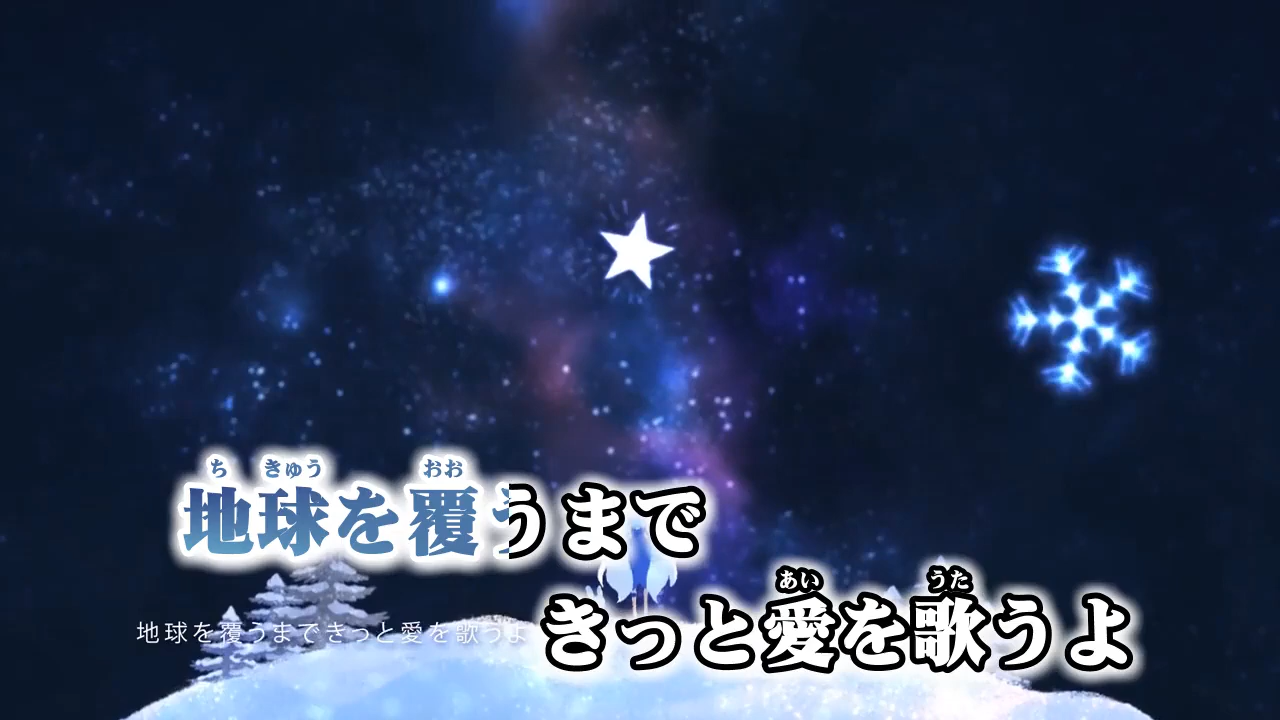 ち きゅう おお
地球を覆うまで
あい うた
きっと愛を歌うよ
地球を覆うまできっと愛を歌うよ